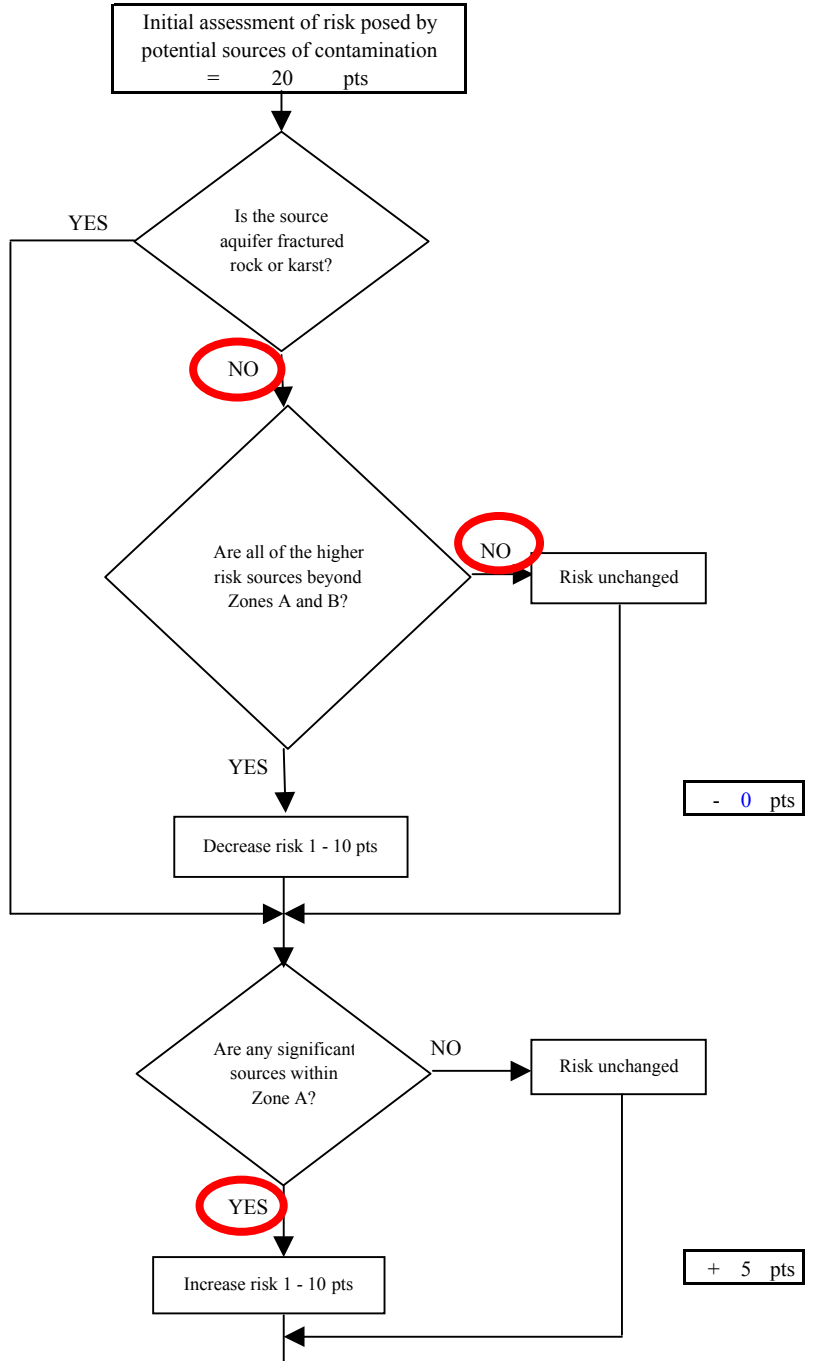 Initial assessment of risk posed by
potential sources of contamination
= 20 pts
YES
Is the source
aquifer fractured
rock or karst?
NO
Are all of the higher
risk sources beyond
Zones A and B?
NO
Risk unchanged
YES
- 0 pts
Decrease risk 1 - 10 pts
Are any significant
sources within
Zone A?
NO
Risk unchanged
YES
+ 5 pts
Increase risk 1 - 10 pts